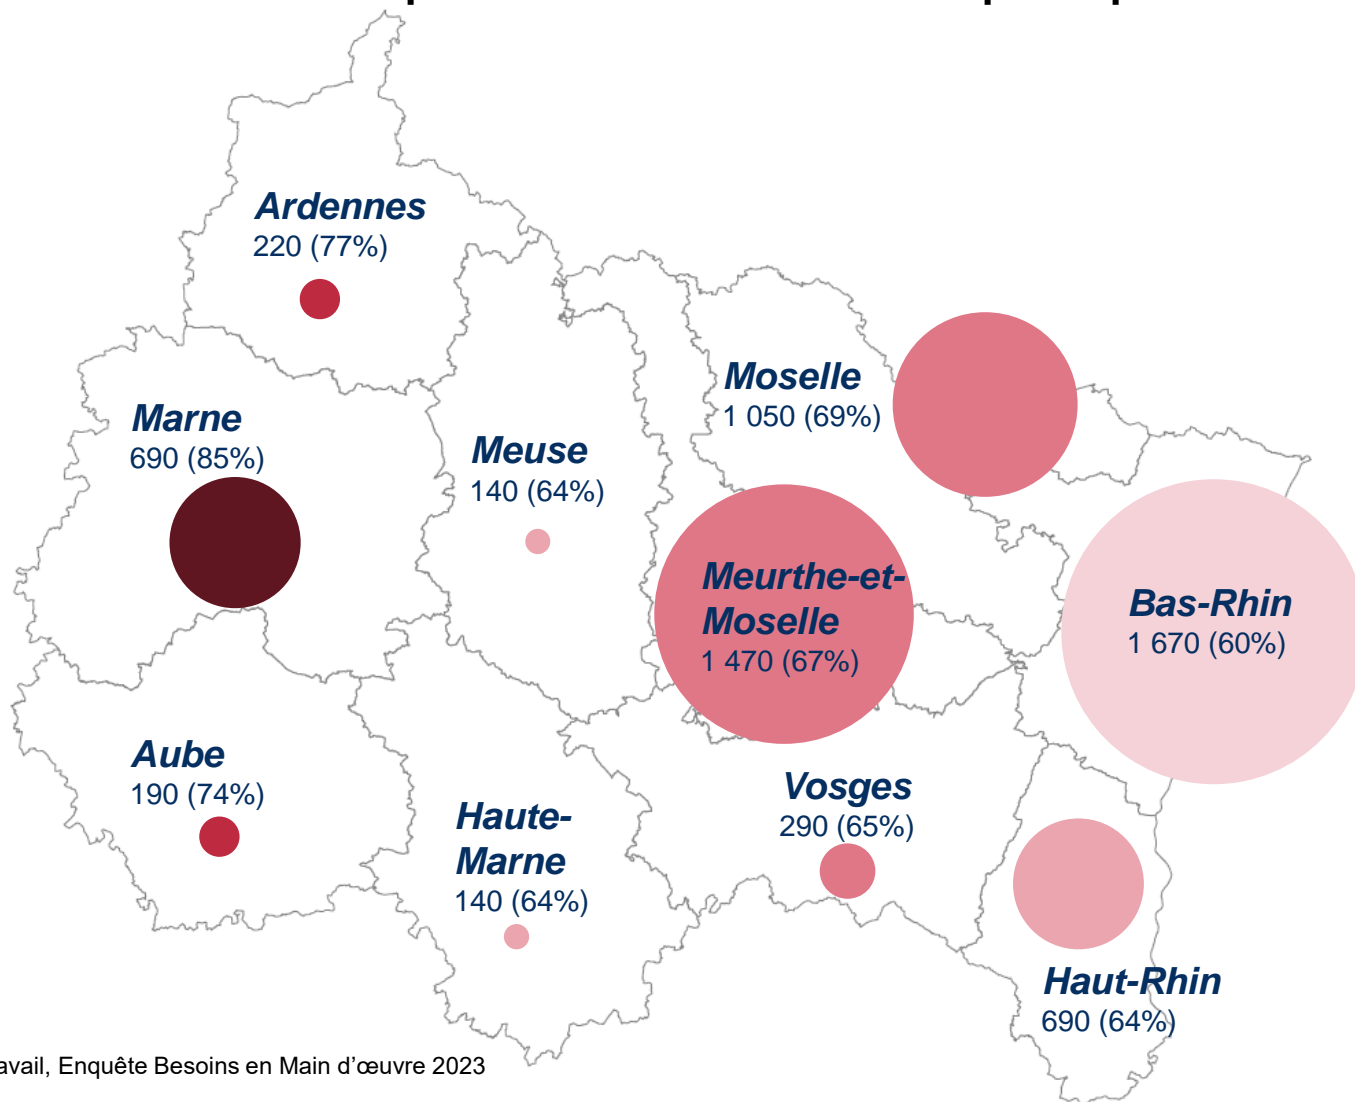 Ardennes
220 (77%)
Marne
690 (85%)
Meuse
140 (64%)
Moselle
1 050 (69%)
Meurthe-et-
Moselle
1 470 (67%)
Bas-Rhin
1 670 (60%)
Aube
190 (74%)
Haute-
Marne
140 (64%)
Vosges
290 (65%)
Haut-Rhin
690 (64%)
avail, Enquête Besoins en Main d’œuvre 2023